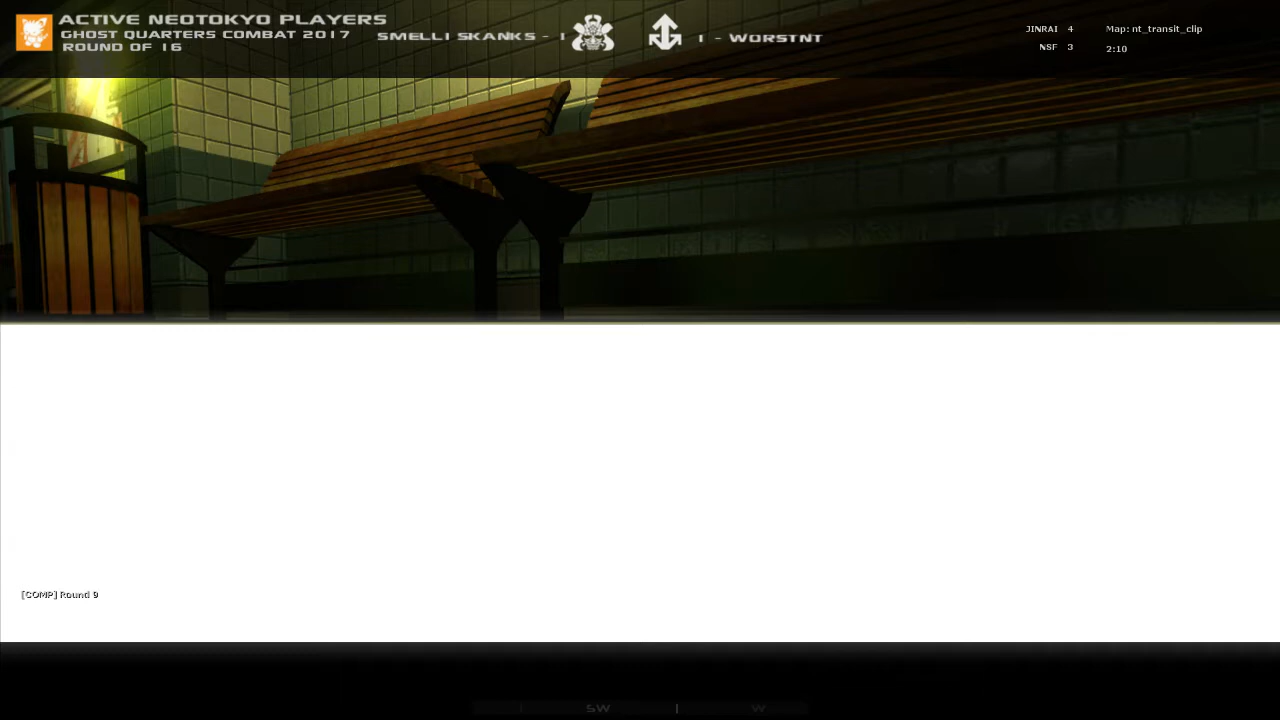 ACTIVE NEOTOKYO PLAYERS
GHOST QUARTERS COMBAT 2017
ROUND OF 16
SMELLI SKANKS - 1
1 - WORSTNT
JINRAI 4
NSF 3
Map: nt_transit_clip
2:10
[COMP] Round 9
SW
W